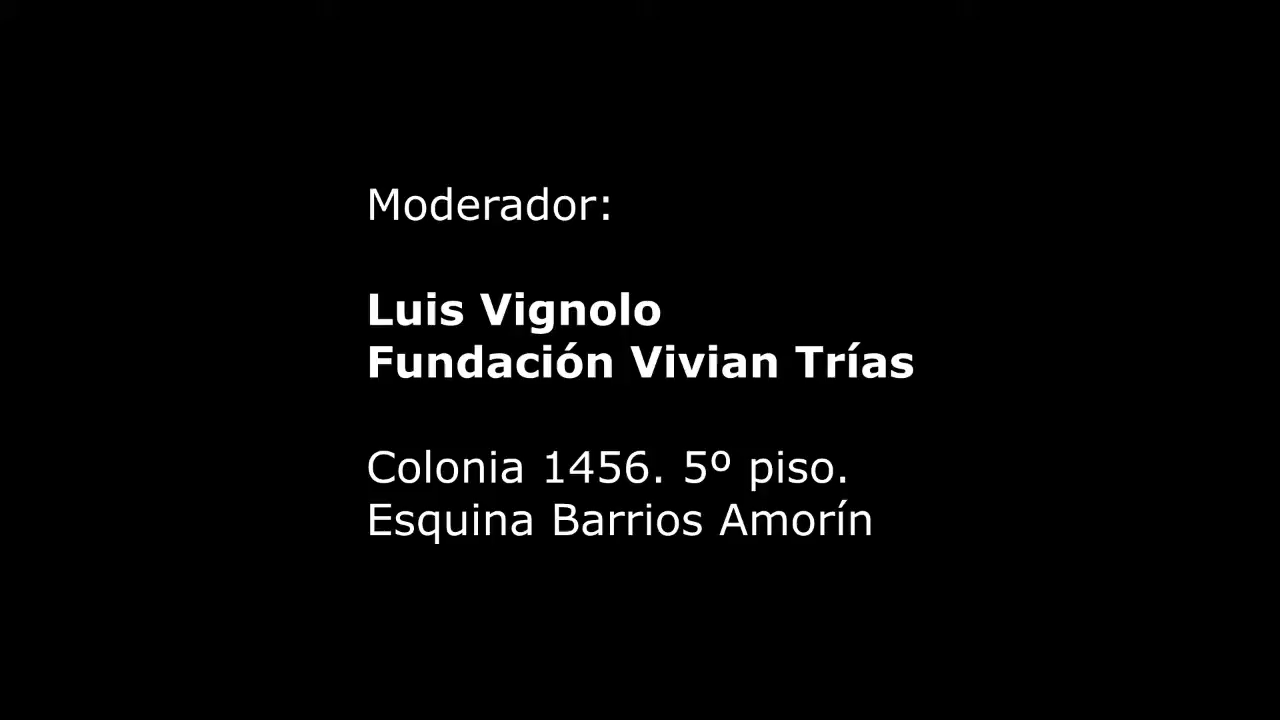 Moderador:
Luis Vignolo
Fundación Vivian Trías
Colonia 1456. 5º piso.
Esquina Barrios Amorín